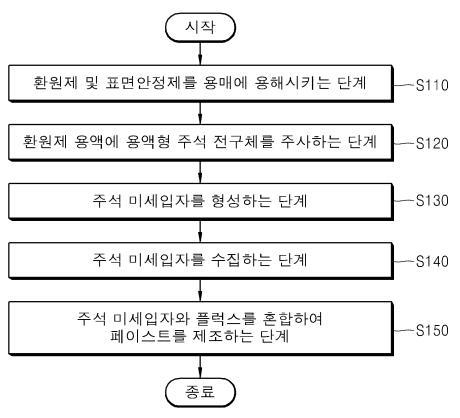 시작
환원제 및 표면안정제를 용매에 용해시키는 단계 S110
환원제 용액에 용액형 주석 전구체를 주사하는 단계 S120
주석 미세입자를 형성하는 단계 S130
주석 미세입자를 수집하는 단계 S140
주석 미세입자와 플럭스를 혼합하여
페이스트를 제조하는 단계 S150
종료